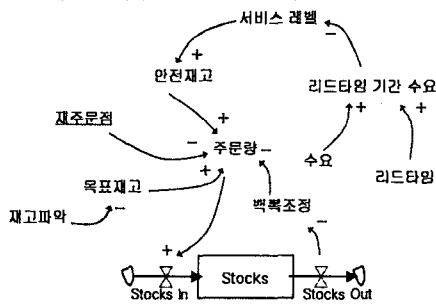 서비스 레벨
안전재고
리드타임 기간 수요
재주문점
주문량
수요
리드타임
목표재고
백록조정
재고파악
Stocks
Stocks In
Stocks Out